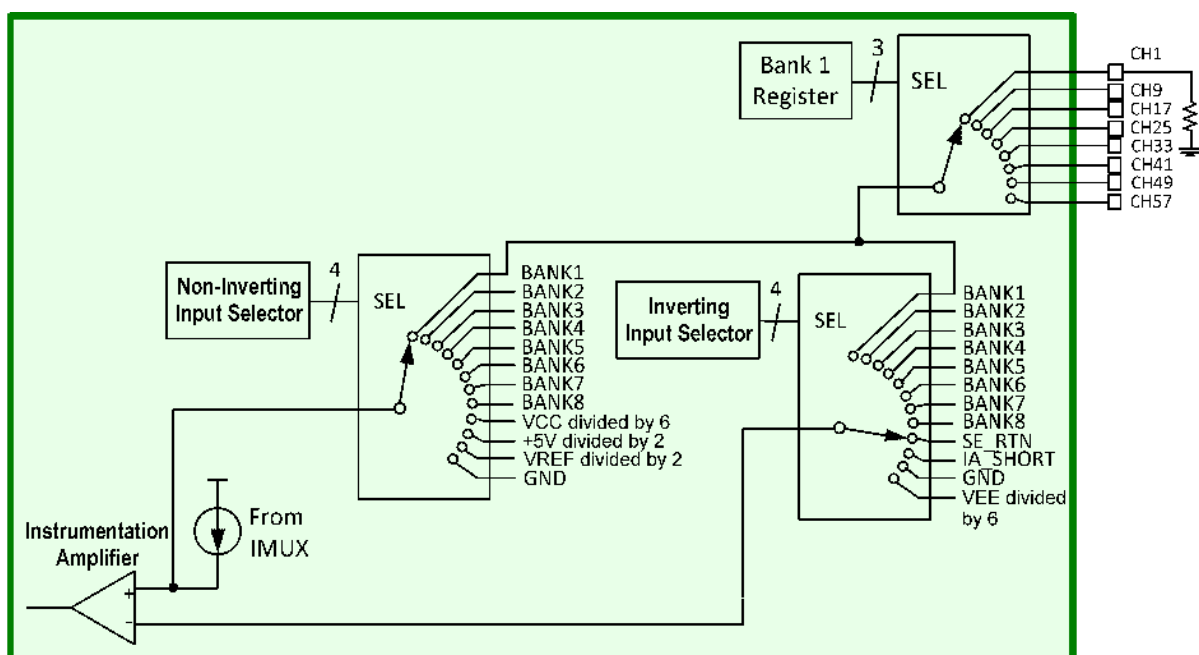 Bank 1
Register
3
SEL
CH1
CH9
CH17
CH25
CH33
CH41
CH49
CH57
Non-Inverting
Input Selector
4
SEL
BANK1
BANK2
BANK3
BANK4
BANK5
BANK6
BANK7
BANK8
VCC divided by 6
+5V divided by 2
VREF divided by 2
GND
Inverting
Input Selector
4
SEL
BANK1
BANK2
BANK3
BANK4
BANK5
BANK6
BANK7
BANK8
SE_RTN
IA_SHORT
GND
VEE divided
by 6
From
IMUX
Instrumentation
Amplifier
+
-